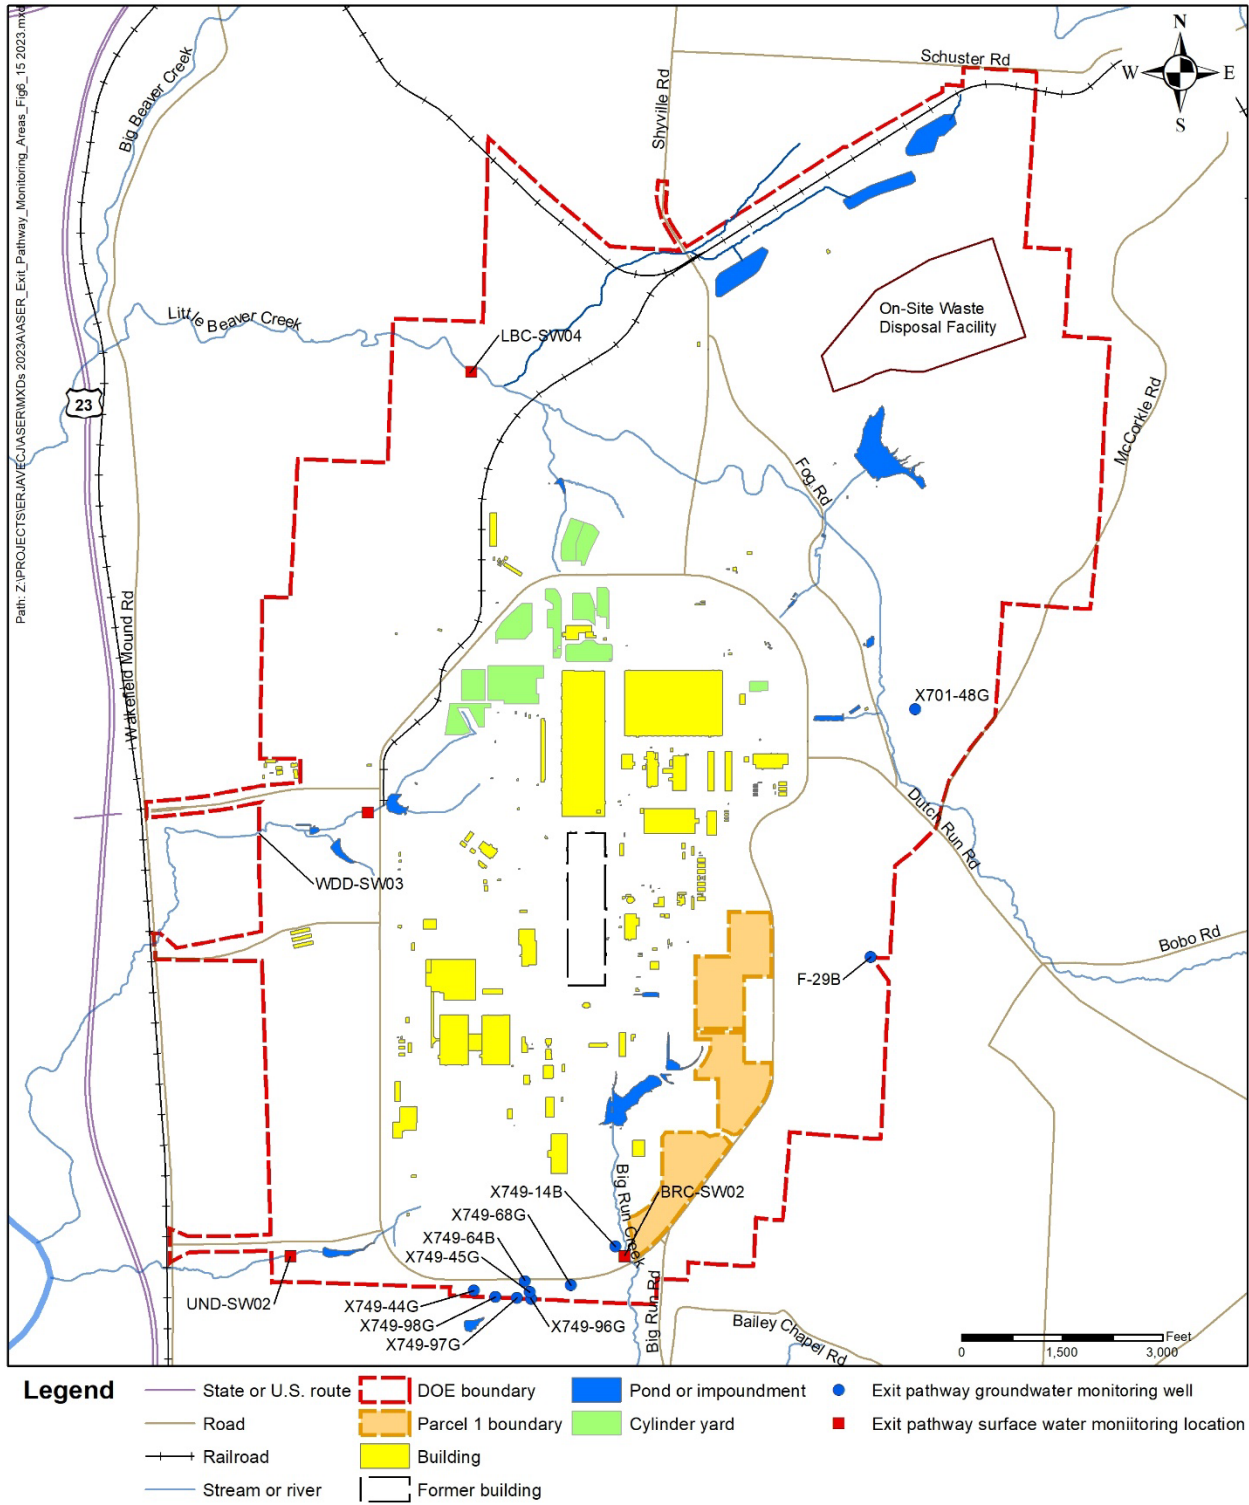 Path: Z:\PROJECTS\ERJAVECJ\ASER\MXDs 2023\AASER_Exit_Pathway_Monitoring_Areas_Fig6_15 2023.mxd
N
W
E
S
Schuster Rd
Shyville Rd
Big Beaver Creek
Little Beaver Creek
LBC-SW04
On-Site Waste
Disposal Facility
23
McCorkle Rd
Fog Rd
Wakefield Mound Rd
X701-48G
Dutch Run Rd
WDD-SW03
Bobo Rd
F-29B
X749-14B
BRC-SW02
X749-68G
X749-64B
X749-45G
Big Run Creek
UND-SW02
X749-44G
X749-98G
X749-97G
X749-96G
Big Run Rd
Bailey Chapel Rd
Feet
0 1,500 3,000
Legend
State or U.S. route
DOE boundary
Pond or impoundment
Exit pathway groundwater monitoring well
Road
Parcel 1 boundary
Cylinder yard
Exit pathway surface water moniitoring location
Railroad
Building
Stream or river
Former building